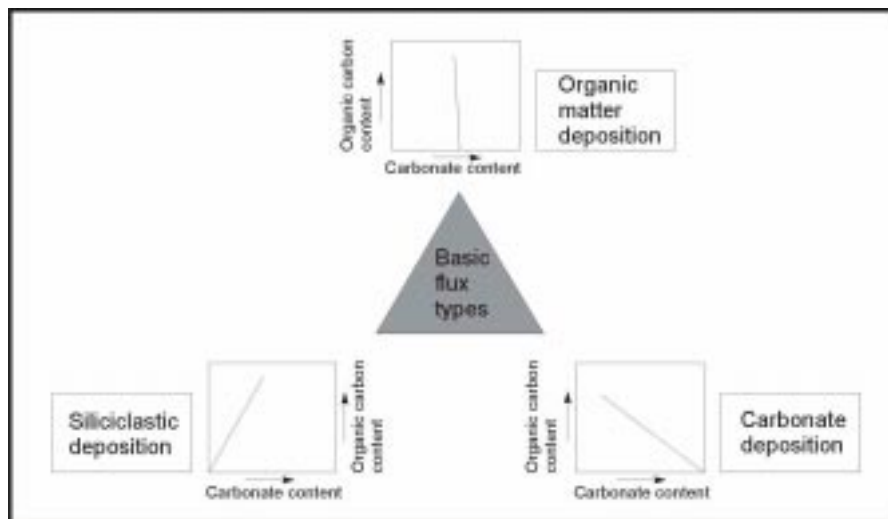 Organic carbon
content
Carbonate content
Organic
matter
deposition
Basic
flux
types
Siliciclastic
deposition
Organic carbon
content
Carbonate content
Organic carbon
content
Carbonate content
Carbonate
deposition